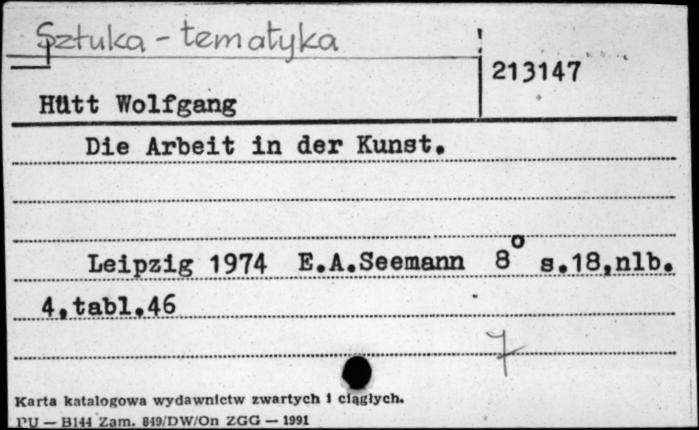 Sztuka - tematyka
213147
Hütt Wolfgang
Die Arbeit in der Kunst.
Leipzig 1974 E.A.Seemann 8° s.18,nlb.
4,tabl.46
7
Karta katalogowa wydawnictw zwartych i ciągłych.
PU — B144 Zam. 849/DW/On ZGG — 1991